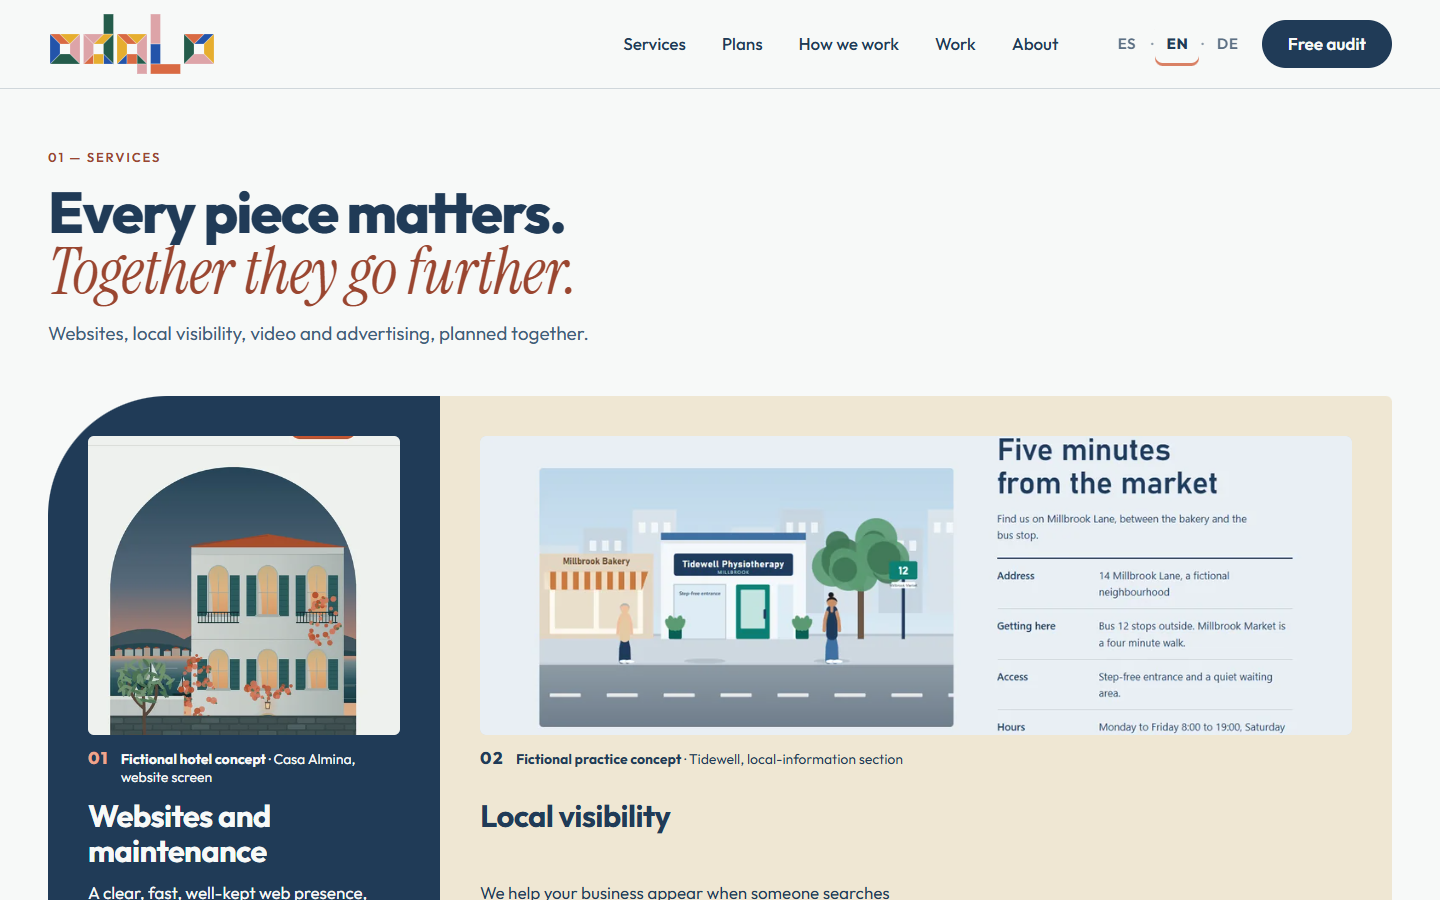 adalo
Services
Plans
How we work
Work
About
ES · EN · DE
Free audit
01 — SERVICES
Every piece matters.
Together they go further.
Websites, local visibility, video and advertising, planned together.
01 Fictional hotel concept · Casa Almina,
website screen
Websites and
maintenance
A clear, fast, well-kept web presence,
Millbrook Bakery
Tidewell Physiotherapy
MILLBROOK
Step-free entrance
12
Five minutes
from the market
Find us on Millbrook Lane, between the bakery and the
bus stop.
Address
14 Millbrook Lane, a fictional
neighbourhood
Getting here
Bus 12 stops outside. Millbrook Market is
a four minute walk.
Access
Step-free entrance and a quiet waiting
area.
Hours
Monday to Friday 8:00 to 19:00, Saturday
02 Fictional practice concept · Tidewell, local-information section
Local visibility
We help your business appear when someone searches